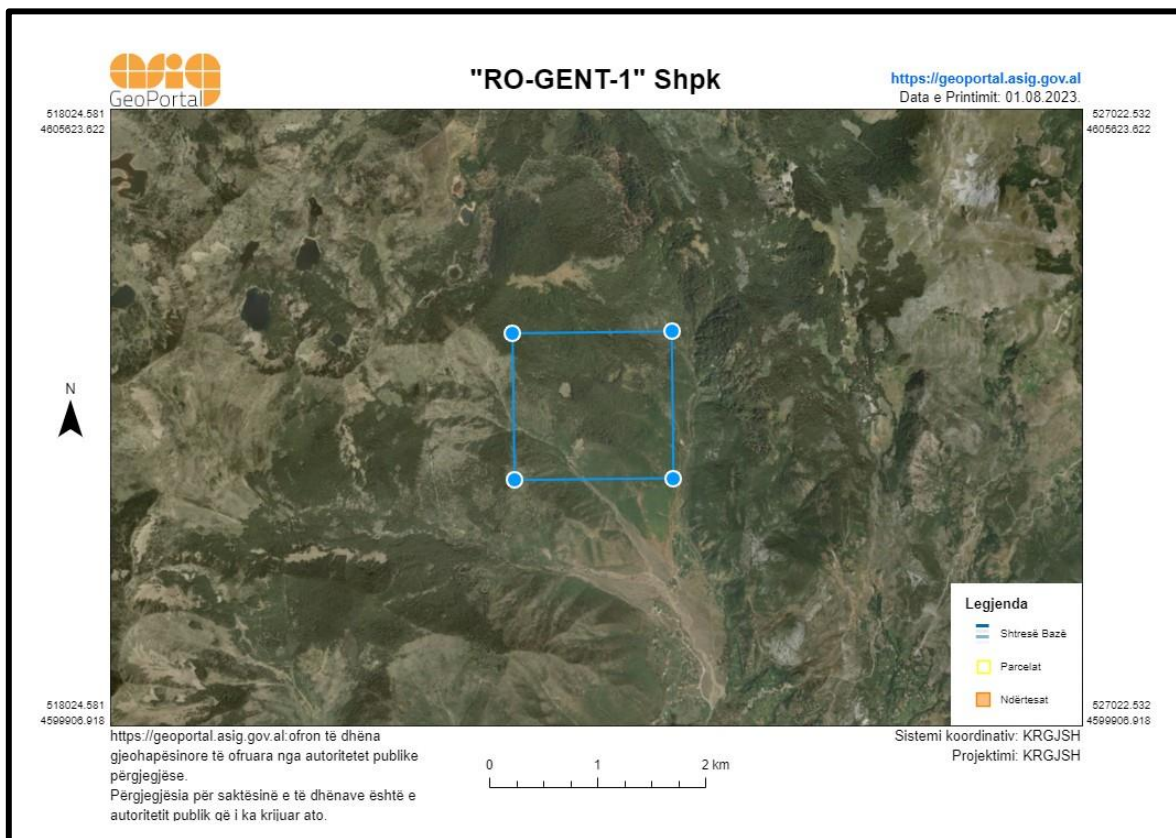 asig
GeoPortal
"RO-GENT-1" Shpk
https://geoportal.asig.gov.al
Data e Printimit: 01.08.2023.
518024.581
4605623.622
527022.532
4605623.622
N
Legjenda
Shtresë Bazë
Parcelat
Ndërtesat
518024.581
4599906.918
527022.532
4599906.918
https://geoportal.asig.gov.al:ofron të dhëna
gjeohapësinore të ofruara nga autoritetet publike
përgjegjëse.
Përgjegjësia për saktësinë e të dhënave është e
autoritetit publik që i ka krijuar ato.
0 1 2 km
Sistemi koordinativ: KRGJSH
Projektimi: KRGJSH